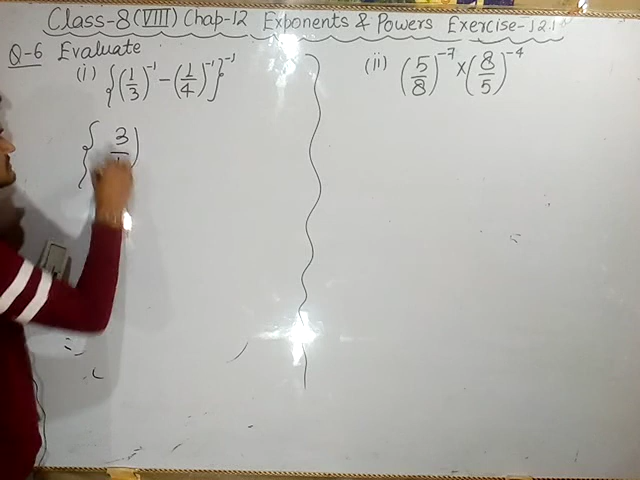 Class-8(VIII) Chap-12 Exponents & Powers Exercise-12.1
Q-6 Evaluate
(i) {(1/3)⁻¹ - (1/4)⁻¹}⁻¹
(ii) (5/8)⁻⁷ × (8/5)⁻⁴
{ 3